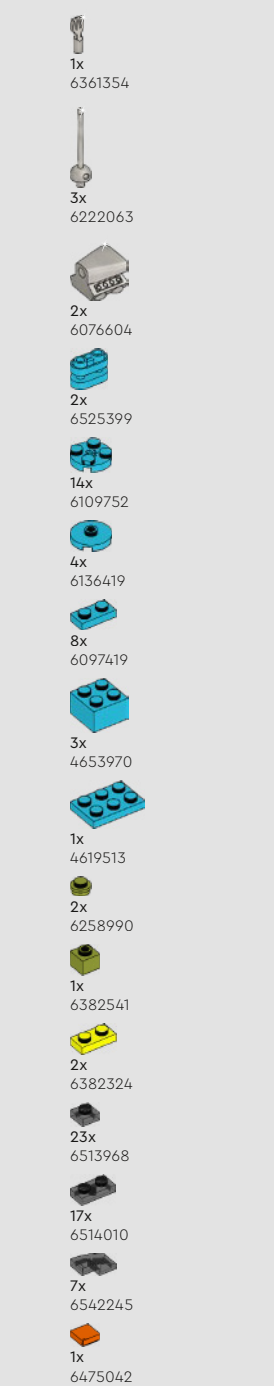 1x
6361354
3x
6222063
2x
6076604
2x
6525399
14x
6109752
4x
6136419
8x
6097419
3x
4653970
1x
4619513
2x
6258990
1x
6382541
2x
6382324
23x
6513968
17x
6514010
7x
6542245
1x
6475042